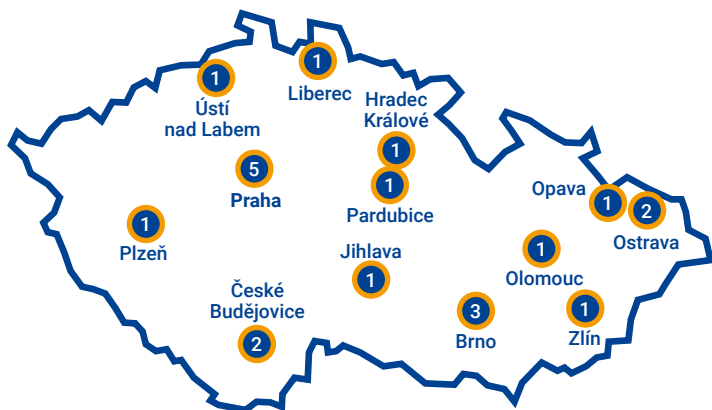 1
Liberec
1
Ústí
nad Labem
Hradec
Králové
1
5
Praha
1
Pardubice
Opava
1
2
Ostrava
1
Plzeň
Jihlava
1
1
Olomouc
České
Budějovice
2
3
Brno
1
Zlín